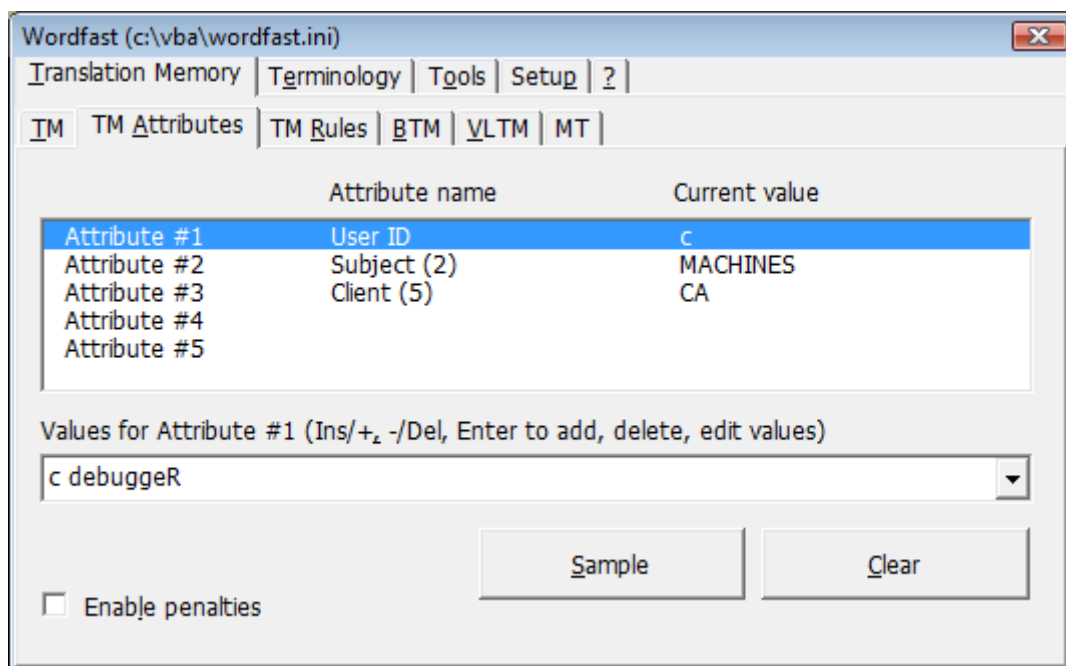 Wordfast (c:\vba\wordfast.ini)
Translation Memory Terminology Tools Setup ?
TM TM Attributes TM Rules BTM VLTM MT
Attribute name Current value
Attribute #1 User ID c
Attribute #2 Subject (2) MACHINES
Attribute #3 Client (5) CA
Attribute #4
Attribute #5
Values for Attribute #1 (Ins/+, -/Del, Enter to add, delete, edit values)
c debuggeR
Sample Clear
Enable penalties